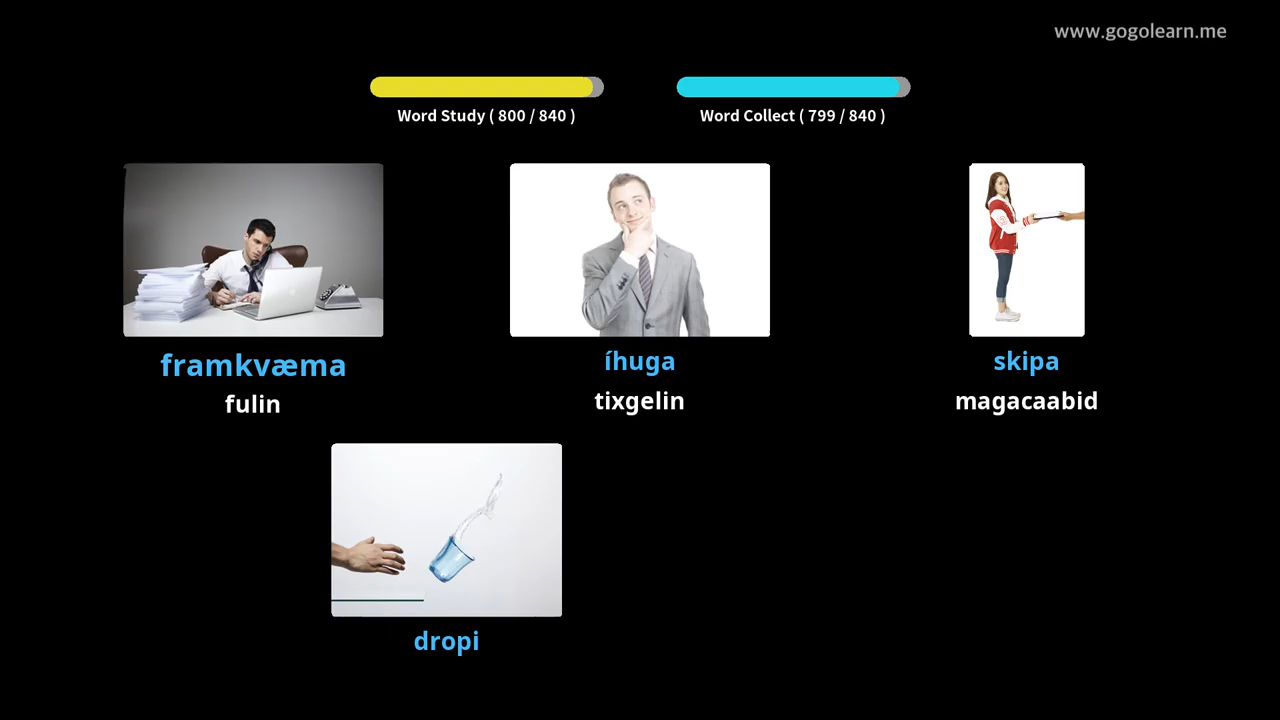 www.gogolearn.me
Word Study ( 800 / 840 )
Word Collect ( 799 / 840 )
framkvæma
fulin
íhuga
tixgelin
skipa
magacaabid
dropi